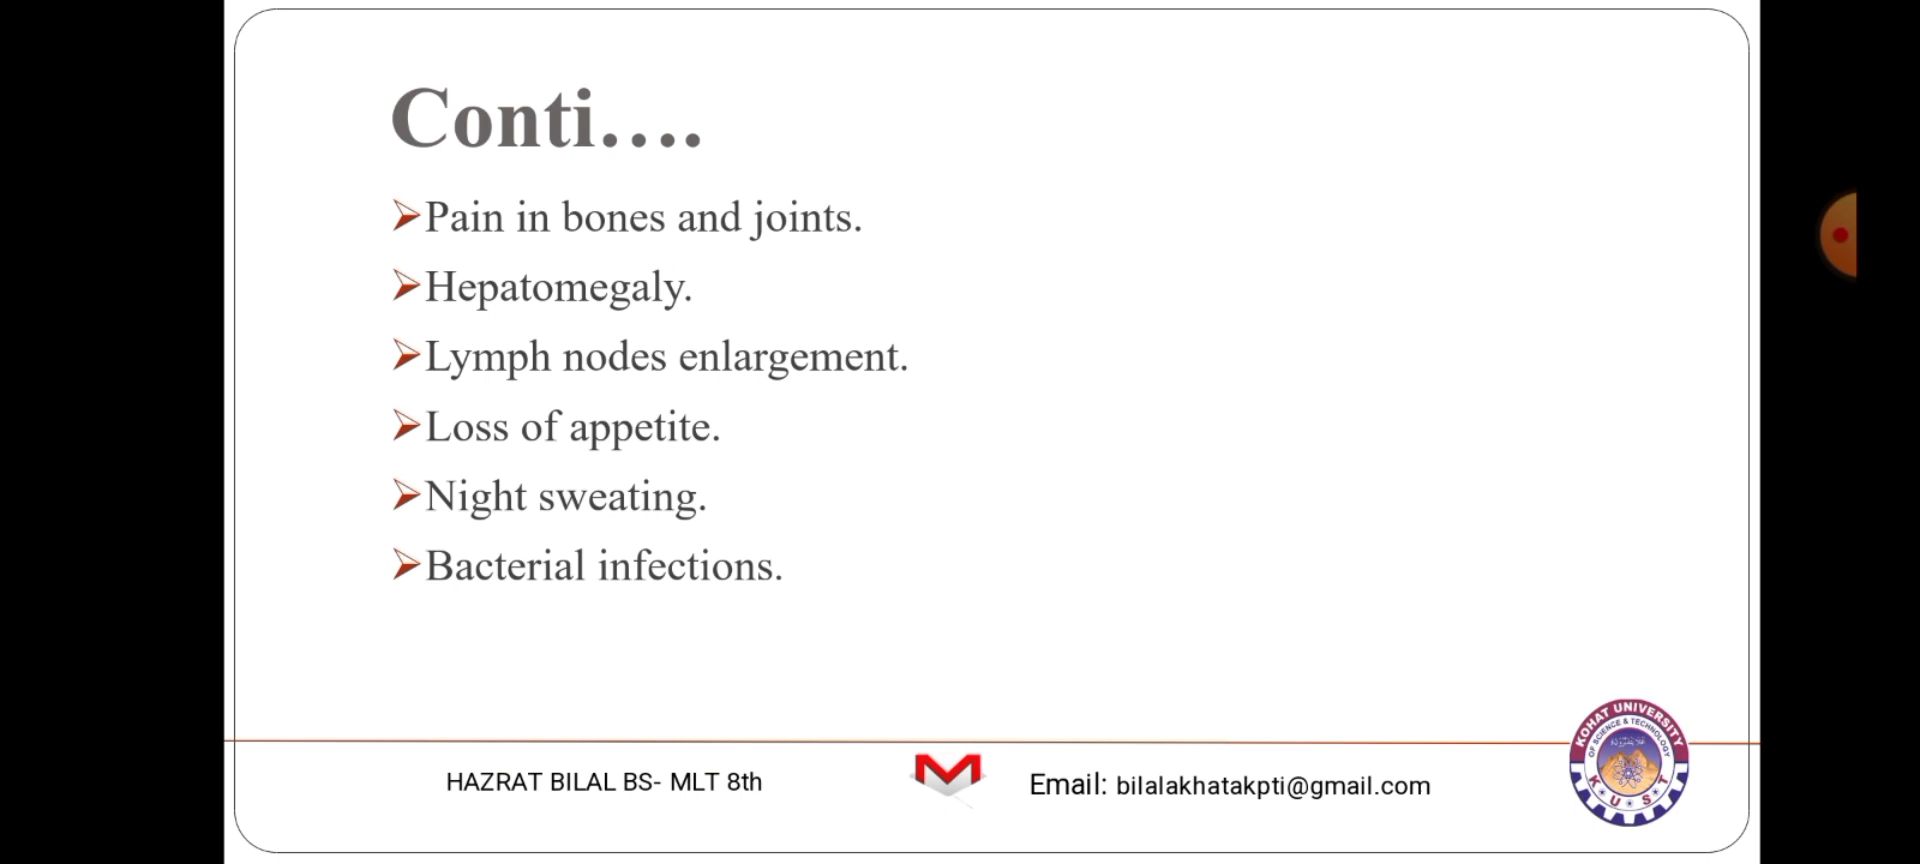 Conti….
➢Pain in bones and joints.
➢Hepatomegaly.
➢Lymph nodes enlargement.
➢Loss of appetite.
➢Night sweating.
➢Bacterial infections.
HAZRAT BILAL BS- MLT 8th
Email: bilalakhatakpti@gmail.com
KOHAT UNIVERSITY
OF SCIENCE & TECHNOLOGY
K U S T